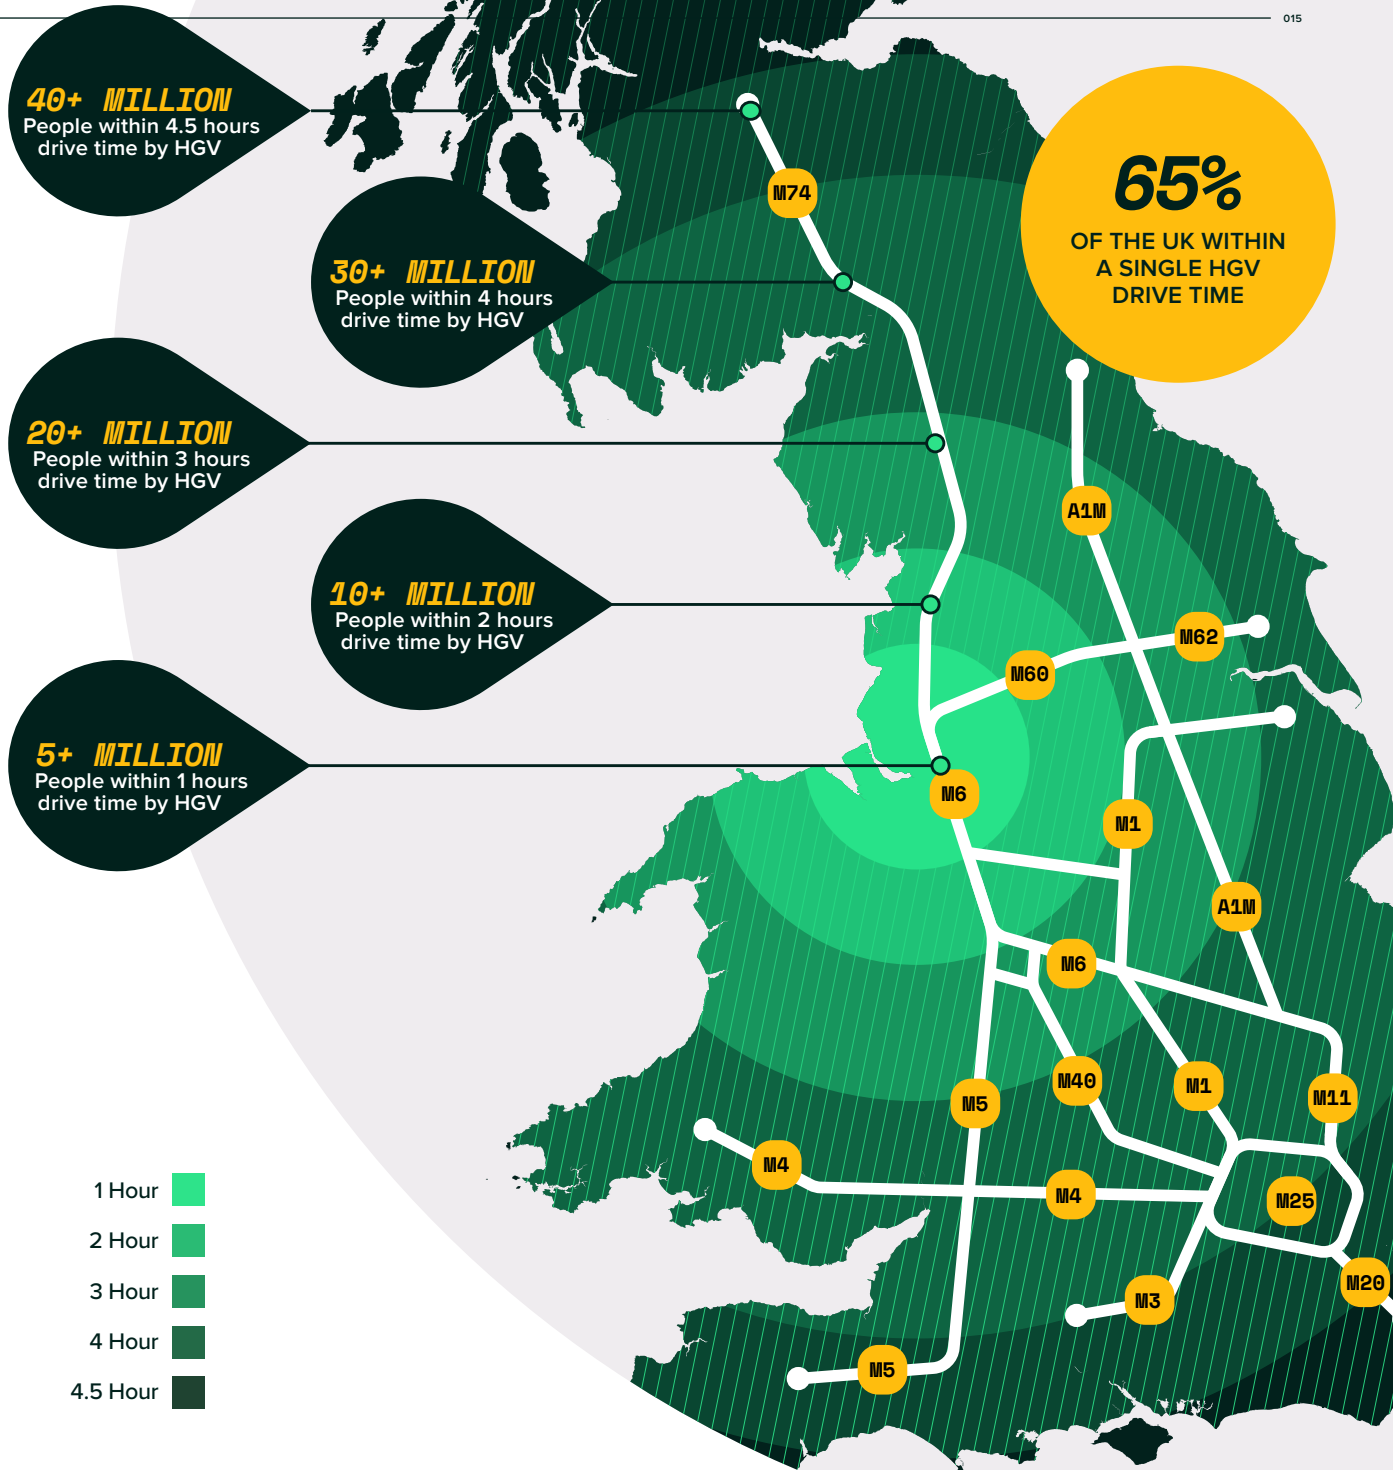 015
40+ MILLION
People within 4.5 hours
drive time by HGV
65%
OF THE UK WITHIN
A SINGLE HGV
DRIVE TIME
M74
30+ MILLION
People within 4 hours
drive time by HGV
20+ MILLION
People within 3 hours
drive time by HGV
A1M
10+ MILLION
People within 2 hours
drive time by HGV
M62
M60
5+ MILLION
People within 1 hours
drive time by HGV
M6
M1
A1M
M6
M40
M1
M11
M5
M4
M4
M25
M20
M3
M5
1 Hour
2 Hour
3 Hour
4 Hour
4.5 Hour